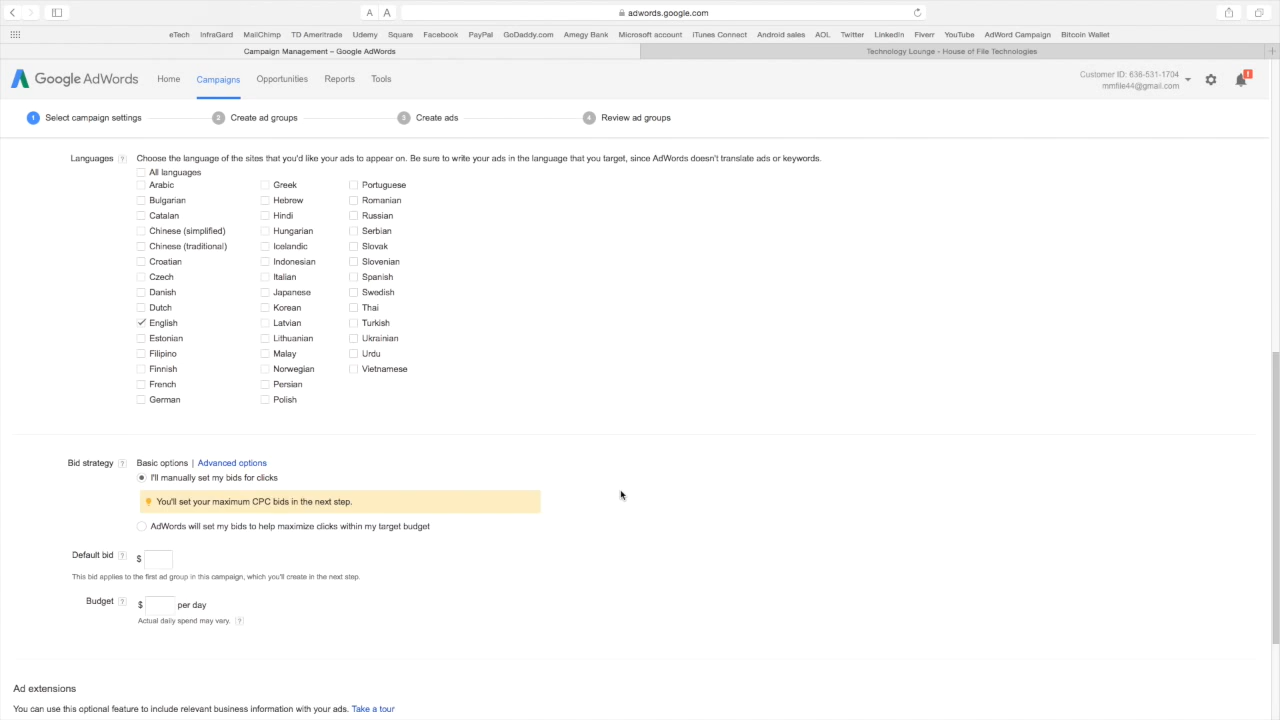 A A adwords.google.com
eTech InfraGard MailChimp TD Ameritrade Udemy Square Facebook PayPal GoDaddy.com Amegy Bank Microsoft account iTunes Connect Android sales AOL Twitter LinkedIn Fiverr YouTube AdWord Campaign Bitcoin Wallet
Campaign Management – Google AdWords Technology Lounge - House of File Technologies +
Google AdWords Home Campaigns Opportunities Reports Tools Customer ID: 636-531-1704
mmfile44@gmail.com !
1 Select campaign settings 2 Create ad groups 3 Create ads 4 Review ad groups
Languages ? Choose the language of the sites that you'd like your ads to appear on. Be sure to write your ads in the language that you target, since AdWords doesn't translate ads or keywords.
All languages
Arabic Greek Portuguese
Bulgarian Hebrew Romanian
Catalan Hindi Russian
Chinese (simplified) Hungarian Serbian
Chinese (traditional) Icelandic Slovak
Croatian Indonesian Slovenian
Czech Italian Spanish
Danish Japanese Swedish
Dutch Korean Thai
English Latvian Turkish
Estonian Lithuanian Ukrainian
Filipino Malay Urdu
Finnish Norwegian Vietnamese
French Persian
German Polish
Bid strategy ? Basic options | Advanced options
I'll manually set my bids for clicks
You'll set your maximum CPC bids in the next step.
AdWords will set my bids to help maximize clicks within my target budget
Default bid ? $
This bid applies to the first ad group in this campaign, which you'll create in the next step.
Budget ? $ per day
Actual daily spend may vary. ?
Ad extensions
You can use this optional feature to include relevant business information with your ads. Take a tour